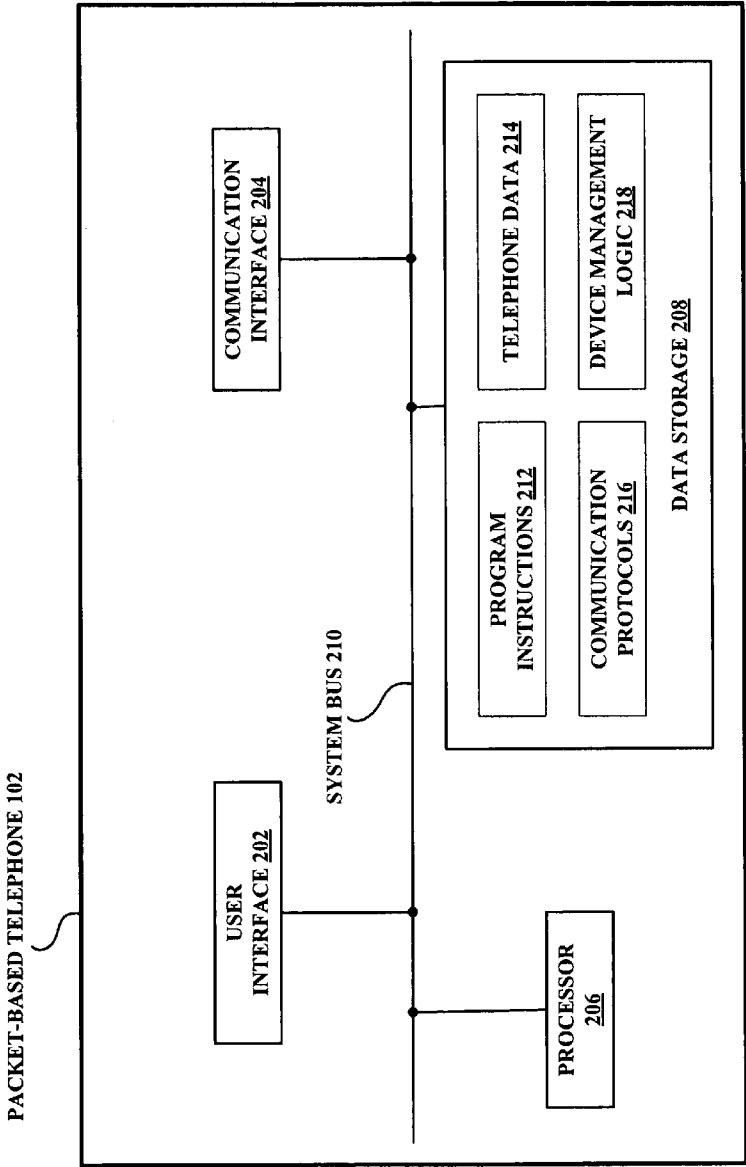 PACKET-BASED TELEPHONE 102
USER
INTERFACE 202
COMMUNICATION
INTERFACE 204
SYSTEM BUS 210
PROCESSOR
206
PROGRAM
INSTRUCTIONS 212
TELEPHONE DATA 214
COMMUNICATION
PROTOCOLS 216
DEVICE MANAGEMENT
LOGIC 218
DATA STORAGE 208